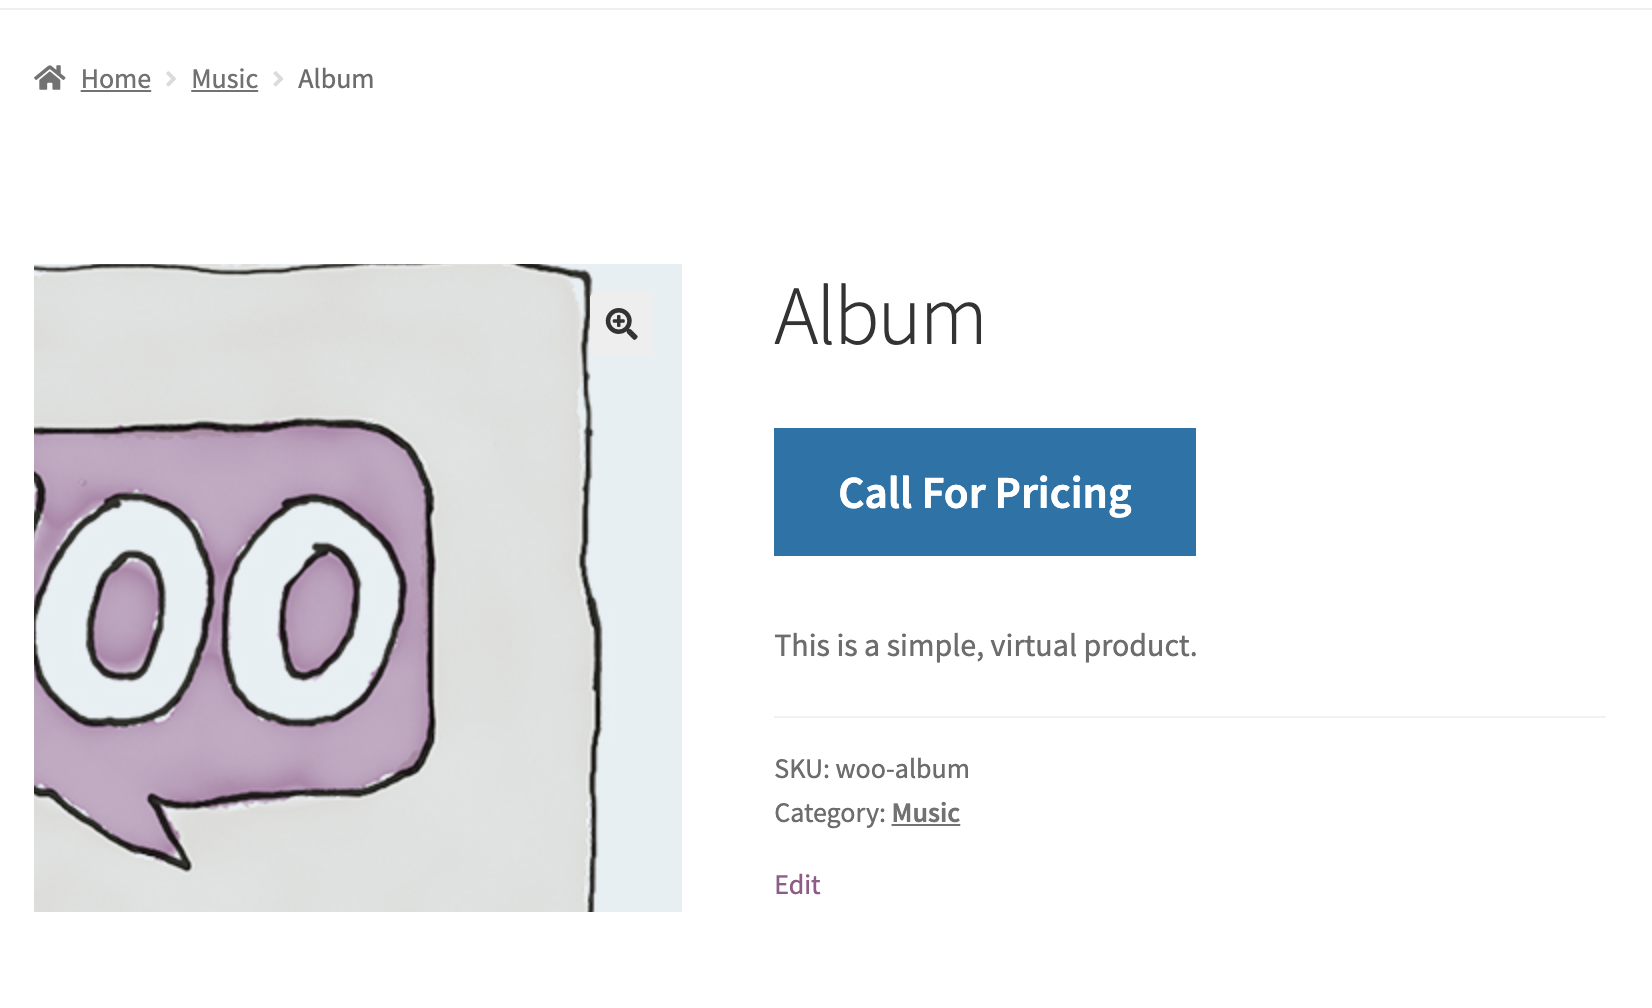 Home Music Album
Album
Call For Pricing
OO
This is a simple, virtual product.
SKU: woo-album
Category: Music
Edit